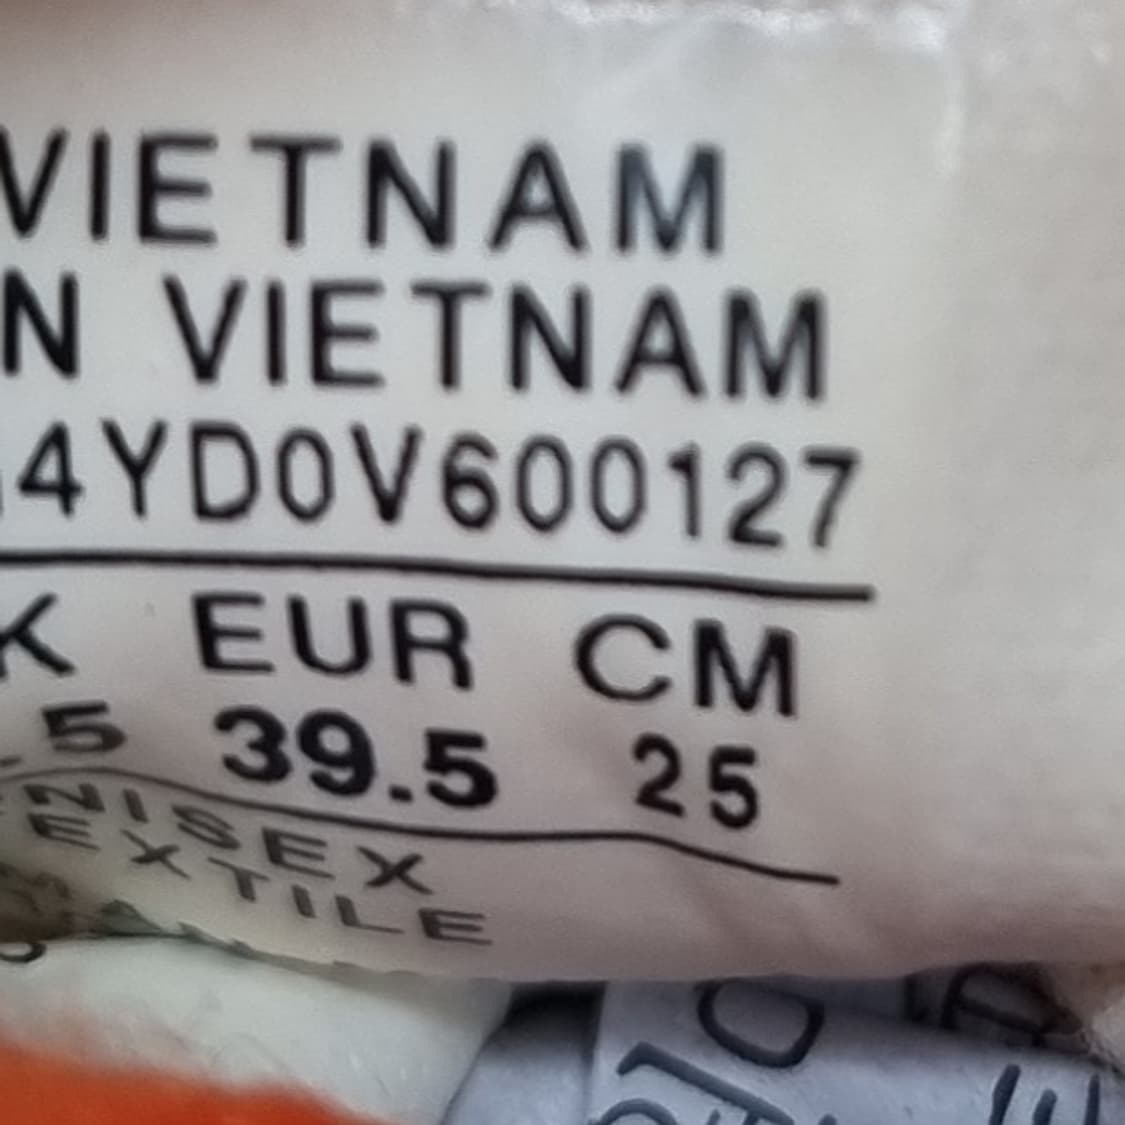 VIETNAM
N VIETNAM
4YD0V600127
K EUR CM
.5 39.5 25
NISEX
EXTILE